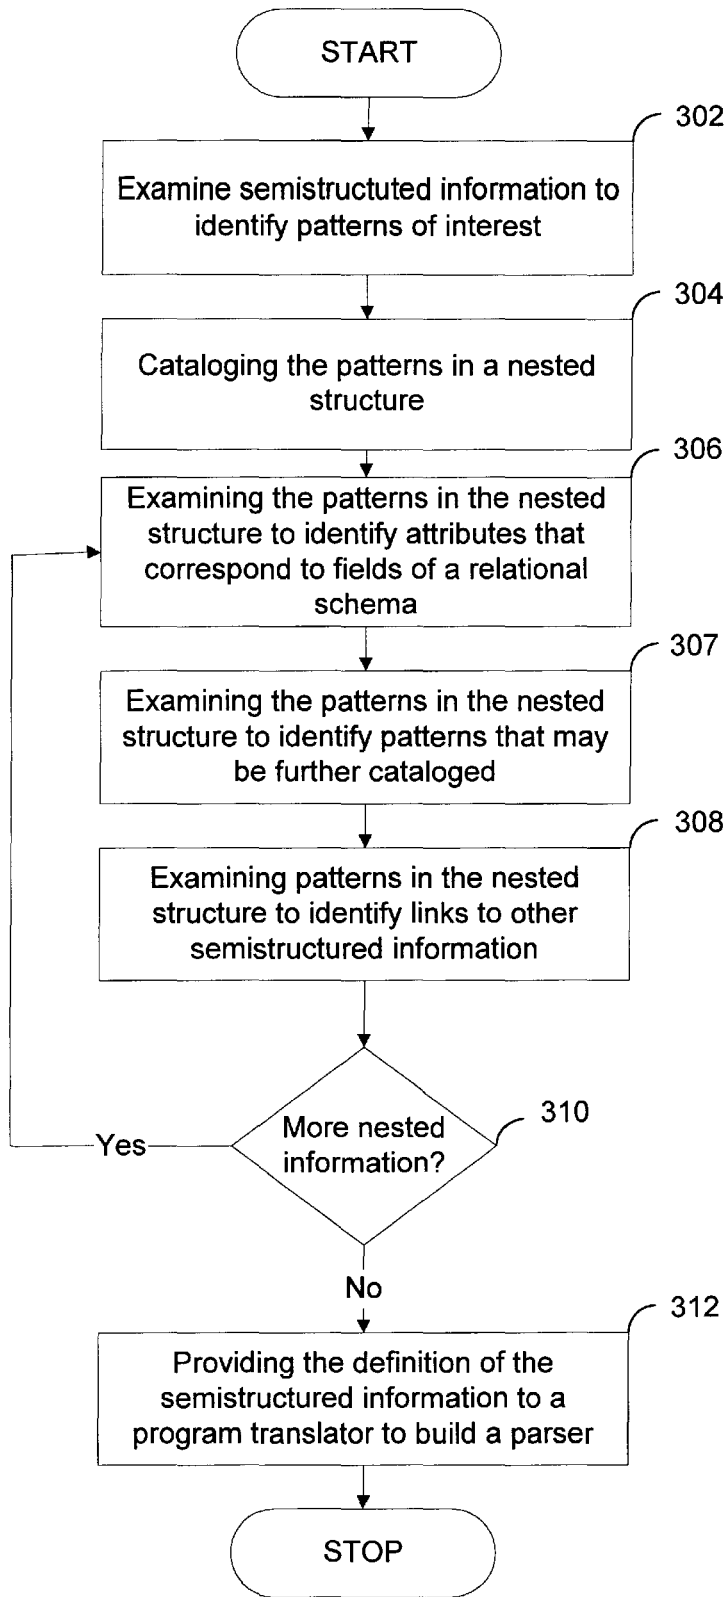 START
302
Examine semistructuted information to
identify patterns of interest
304
Cataloging the patterns in a nested
structure
306
Examining the patterns in the nested
structure to identify attributes that
correspond to fields of a relational
schema
307
Examining the patterns in the nested
structure to identify patterns that may
be further cataloged
308
Examining patterns in the nested
structure to identify links to other
semistructured information
310
More nested
information?
Yes
No
312
Providing the definition of the
semistructured information to a
program translator to build a parser
STOP